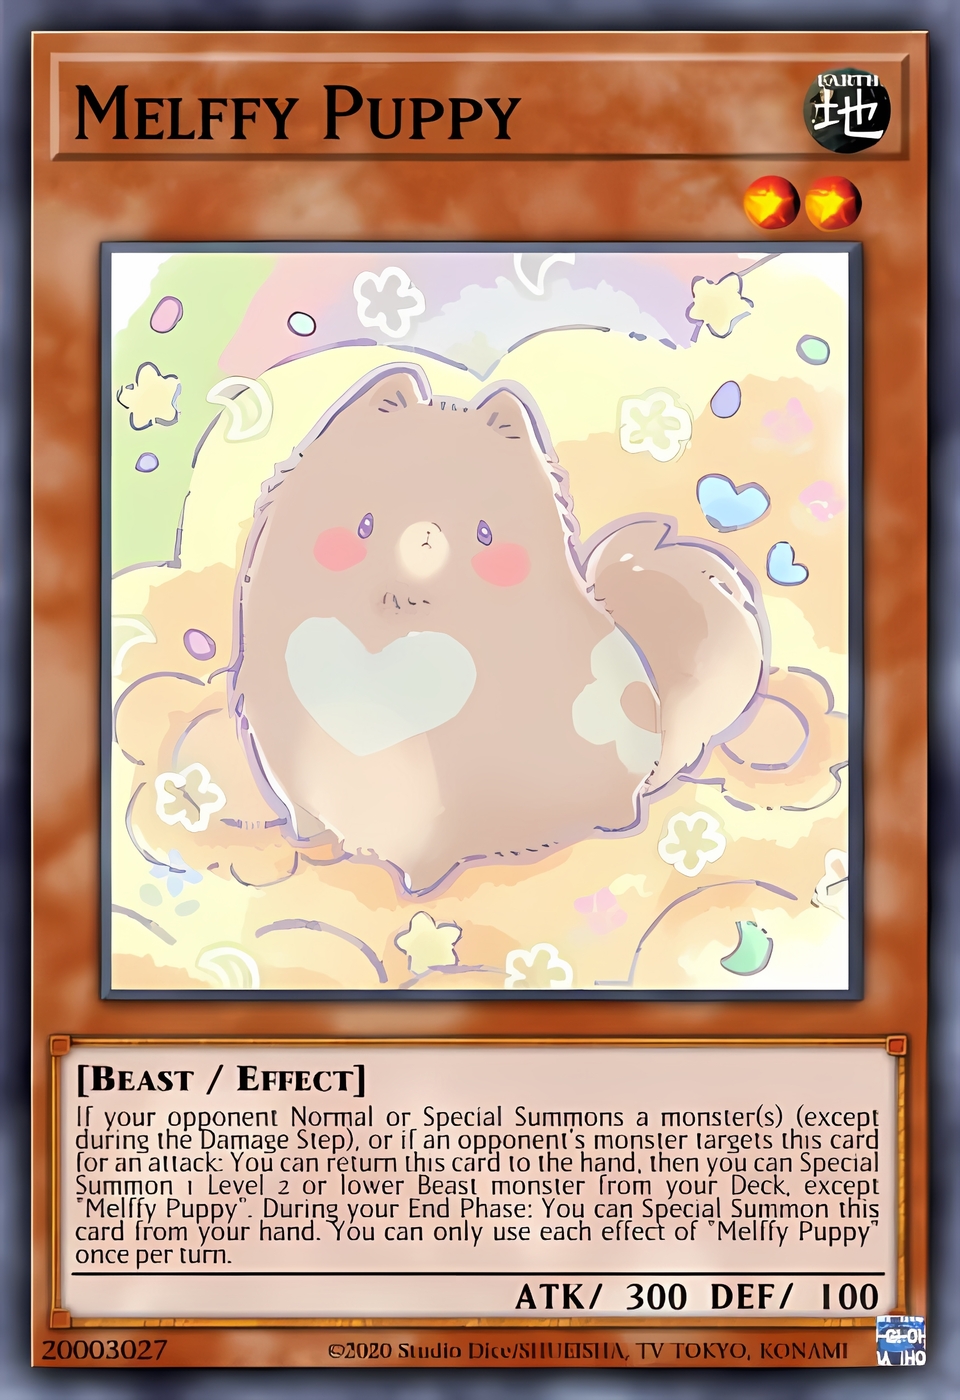 MELFFY PUPPY
EARTH
地
[BEAST / EFFECT]
If your opponent Normal or Special Summons a monster(s) (except
during the Damage Step), or if an opponent's monster targets this card
for an attack: You can return this card to the hand, then you can Special
Summon 1 Level 2 or lower Beast monster from your Deck, except
"Melffy Puppy". During your End Phase: You can Special Summon this
card from your hand. You can only use each effect of "Melffy Puppy"
once per turn.
ATK/ 300 DEF/ 100
20003027
©2020 Studio Dice/SHUEISHA, TV TOKYO, KONAMI